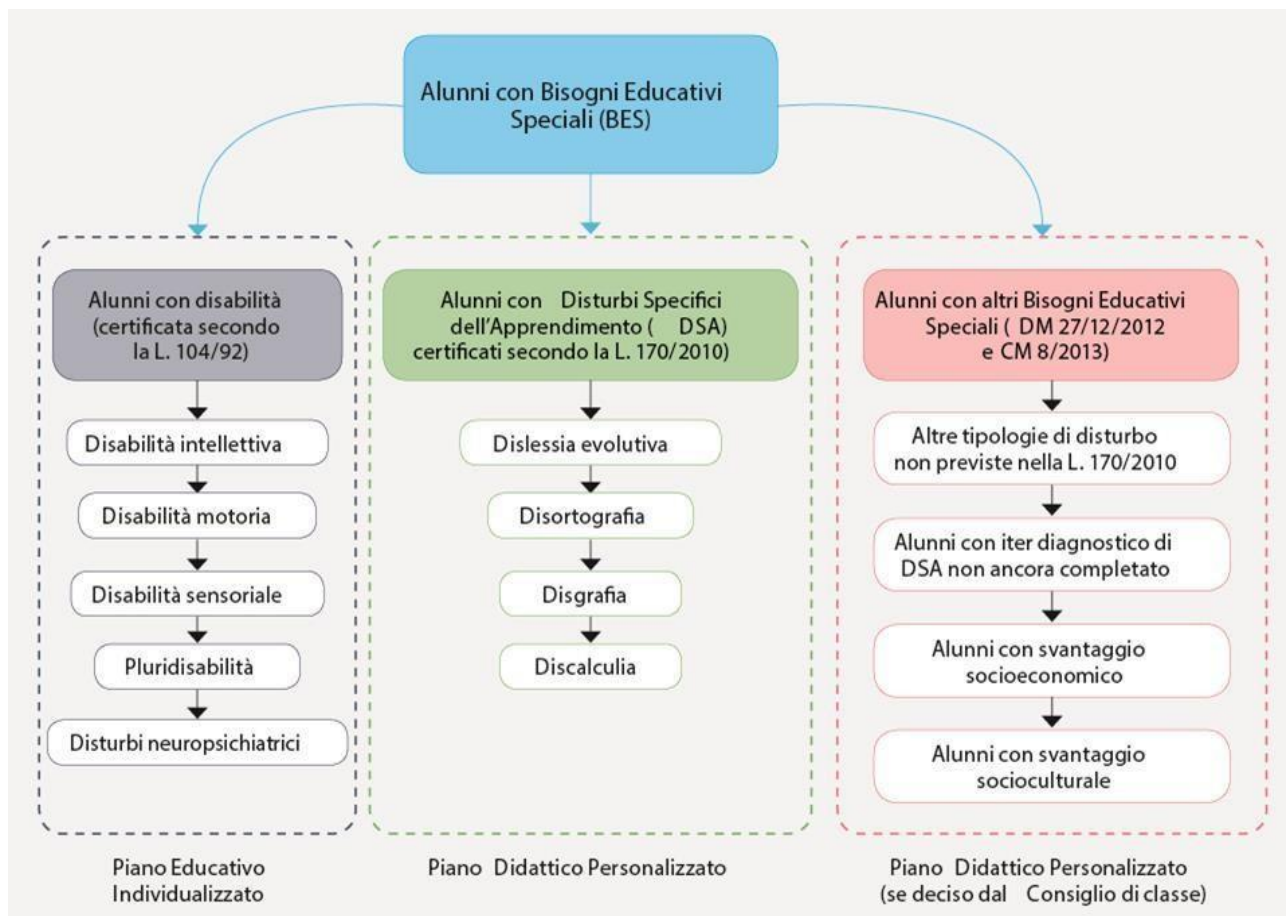 Alunni con Bisogni Educativi
Speciali (BES)
Alunni con disabilità
(certificata secondo
la L. 104/92)
Disabilità intellettiva
Disabilità motoria
Disabilità sensoriale
Pluridisabilità
Disturbi neuropsichiatrici
Piano Educativo
Individualizzato
Alunni con Disturbi Specifici
dell'Apprendimento ( DSA)
certificati secondo la L. 170/2010)
Dislessia evolutiva
Disortografia
Disgrafia
Discalculia
Piano Didattico Personalizzato
Alunni con altri Bisogni Educativi
Speciali ( DM 27/12/2012
e CM 8/2013)
Altre tipologie di disturbo
non previste nella L. 170/2010
Alunni con iter diagnostico di
DSA non ancora completato
Alunni con svantaggio
socioeconomico
Alunni con svantaggio
socioculturale
Piano Didattico Personalizzato
(se deciso dal Consiglio di classe)